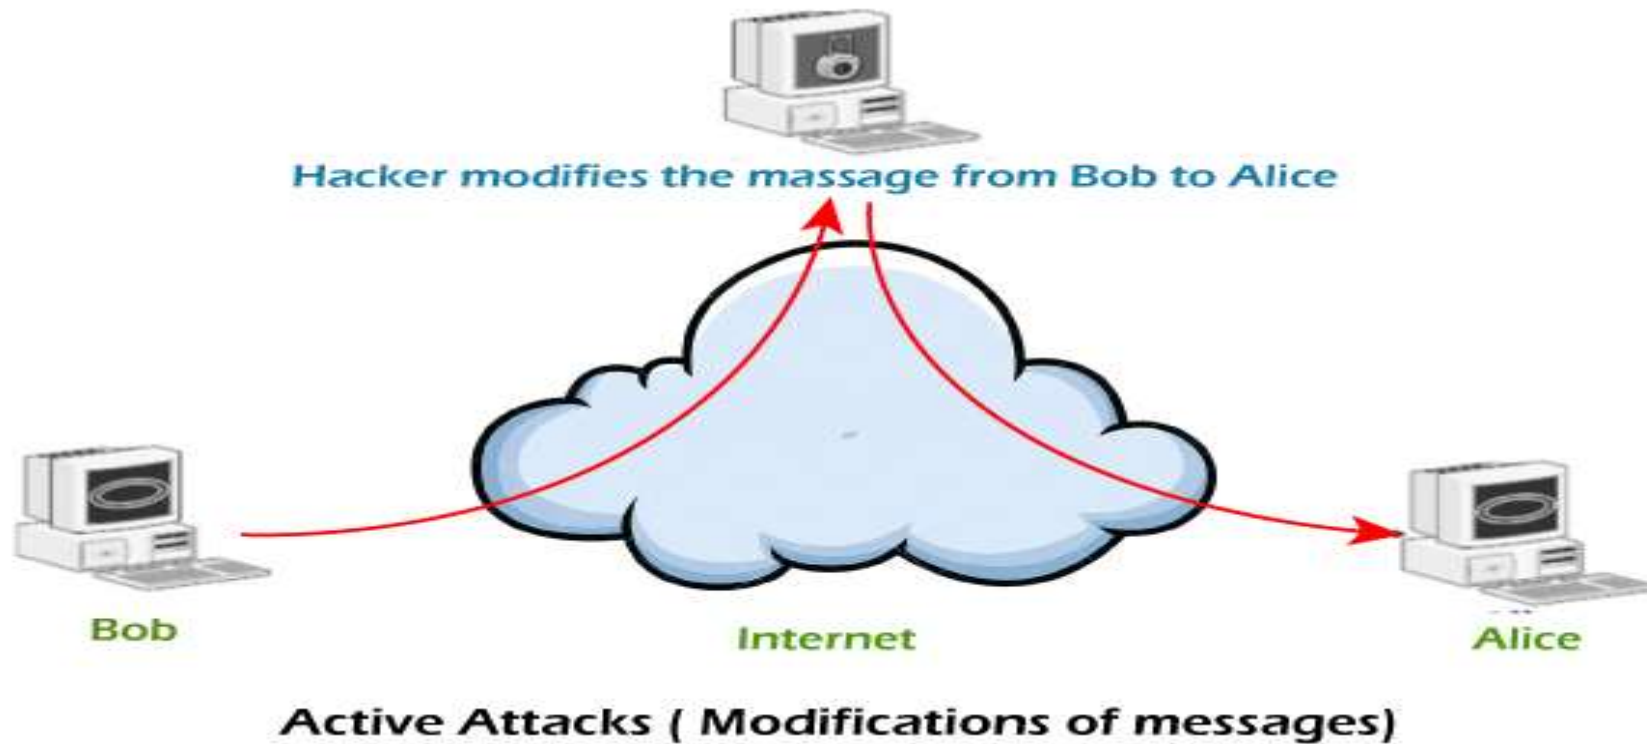 Hacker modifies the massage from Bob to Alice
Bob
Internet
Alice
Active Attacks ( Modifications of messages)